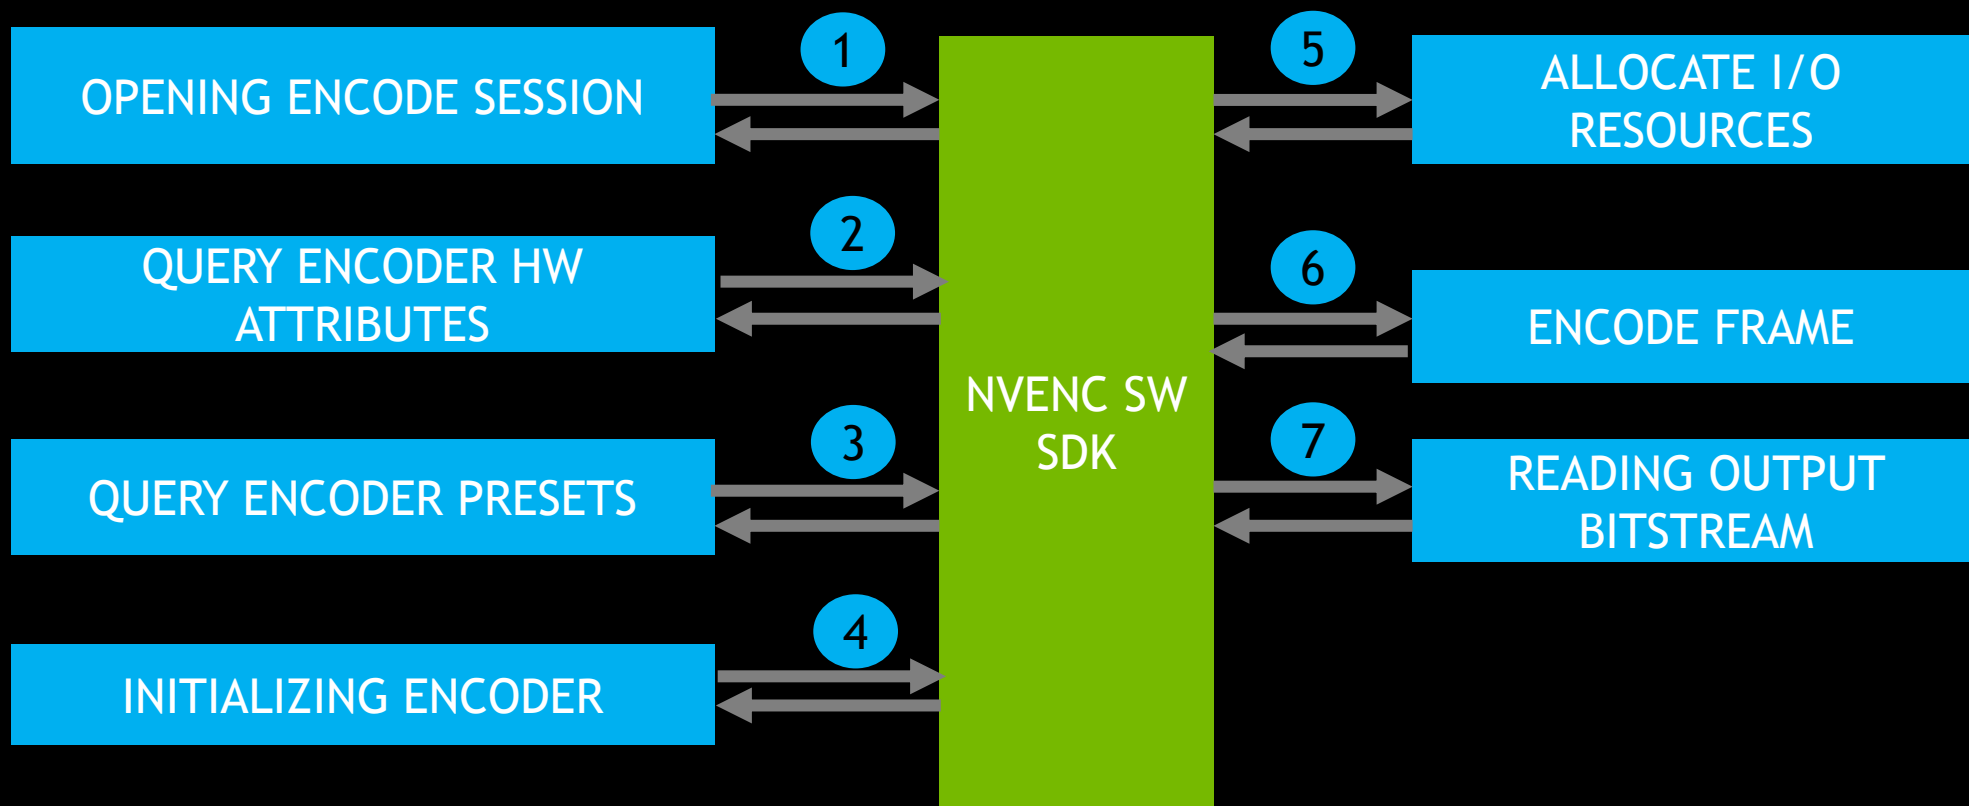 1
OPENING ENCODE SESSION
2
QUERY ENCODER HW
ATTRIBUTES
3
QUERY ENCODER PRESETS
4
INITIALIZING ENCODER
NVENC SW
SDK
5
ALLOCATE I/O
RESOURCES
6
ENCODE FRAME
7
READING OUTPUT
BITSTREAM